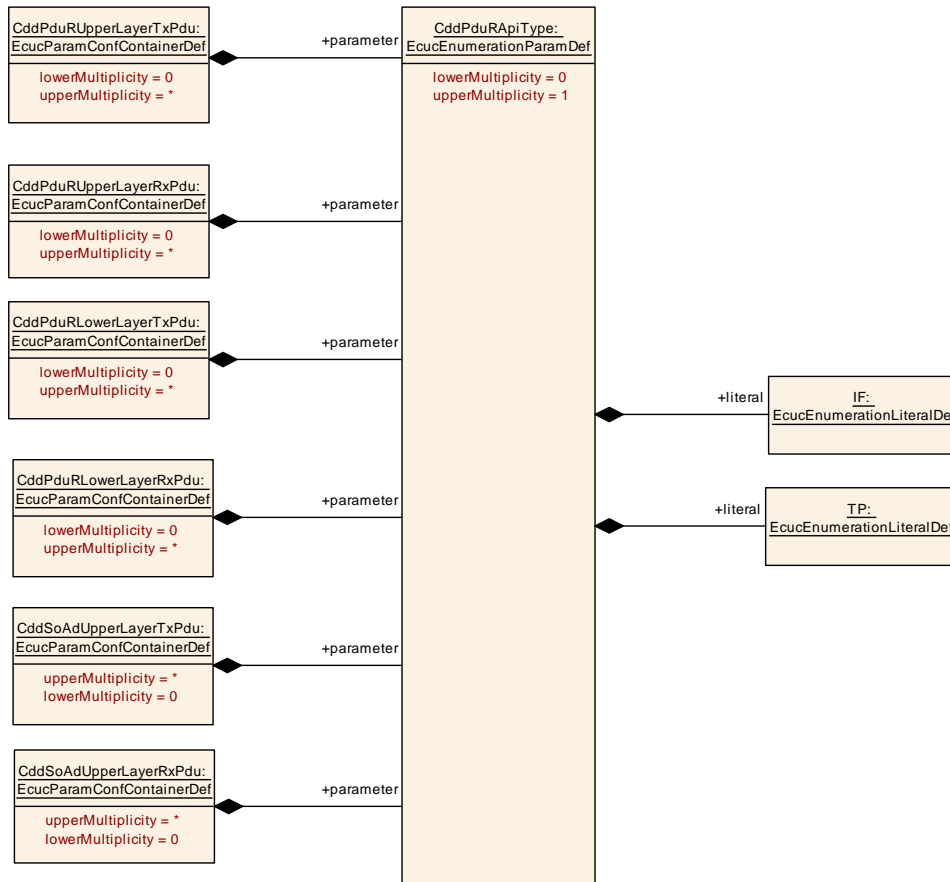 CddPduRUpperLayerTxPdu:
EcucParamConfContainerDef
lowerMultiplicity = 0
upperMultiplicity = *
+parameter
CddPduRApiType:
EcucEnumerationParamDef
lowerMultiplicity = 0
upperMultiplicity = 1
CddPduRUpperLayerRxPdu:
EcucParamConfContainerDef
lowerMultiplicity = 0
upperMultiplicity = *
+parameter
CddPduRLowerLayerTxPdu:
EcucParamConfContainerDef
lowerMultiplicity = 0
upperMultiplicity = *
+parameter
+literal
IF:
EcucEnumerationLiteralDe
CddPduRLowerLayerRxPdu:
EcucParamConfContainerDef
lowerMultiplicity = 0
upperMultiplicity = *
+parameter
+literal
TP:
EcucEnumerationLiteralDef
CddSoAdUpperLayerTxPdu:
EcucParamConfContainerDef
upperMultiplicity = *
lowerMultiplicity = 0
+parameter
CddSoAdUpperLayerRxPdu:
EcucParamConfContainerDef
upperMultiplicity = *
lowerMultiplicity = 0
+parameter